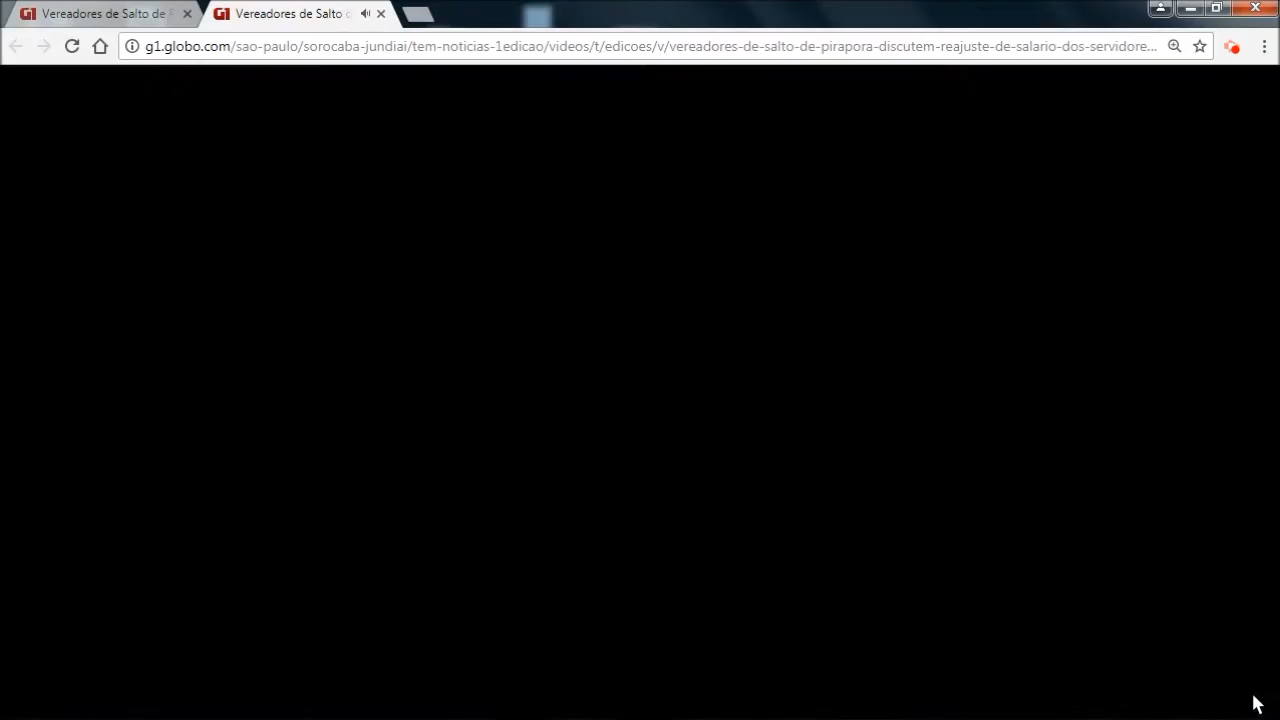 Vereadores de Salto de
Vereadores de Salto
g1.globo.com/sao-paulo/sorocaba-jundiai/tem-noticias-1edicao/videos/t/edicoes/v/vereadores-de-salto-de-pirapora-discutem-reajuste-de-salario-dos-servidore...